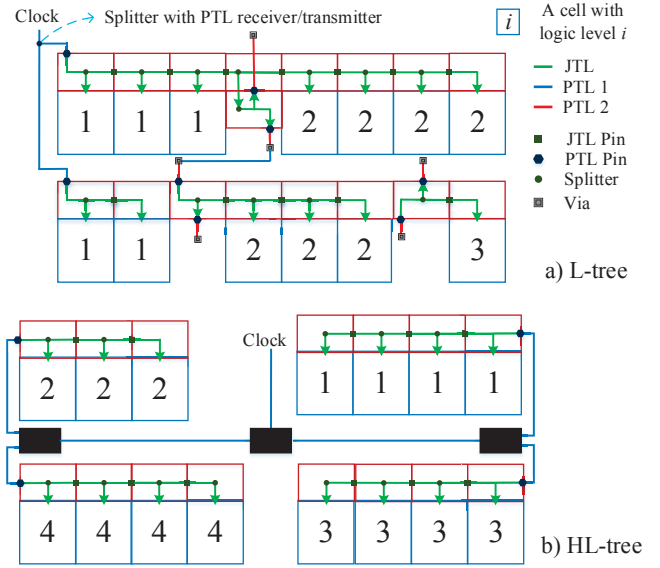 Clock
Splitter with PTL receiver/transmitter
i
A cell with
logic level i
JTL
PTL 1
PTL 2
JTL Pin
PTL Pin
Splitter
Via
1 1 1 2 2 2 2
1 1 2 2 2 3
a) L-tree
Clock
2 2 2 1 1 1 1
4 4 4 4 3 3 3 3
b) HL-tree